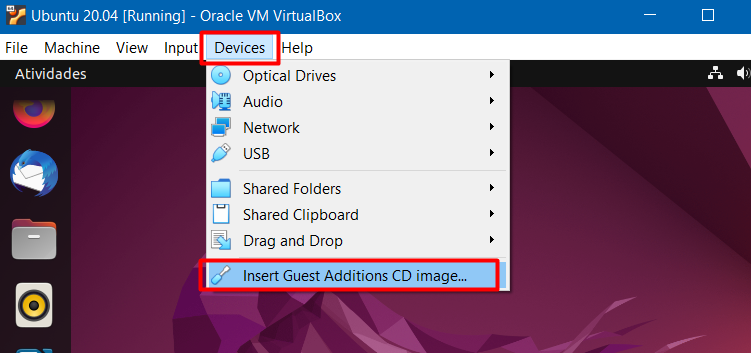 Ubuntu 20.04 [Running] - Oracle VM VirtualBox
File Machine View Input Devices Help
Atividades
Optical Drives
Audio
Network
USB
Shared Folders
Shared Clipboard
Drag and Drop
Insert Guest Additions CD image...